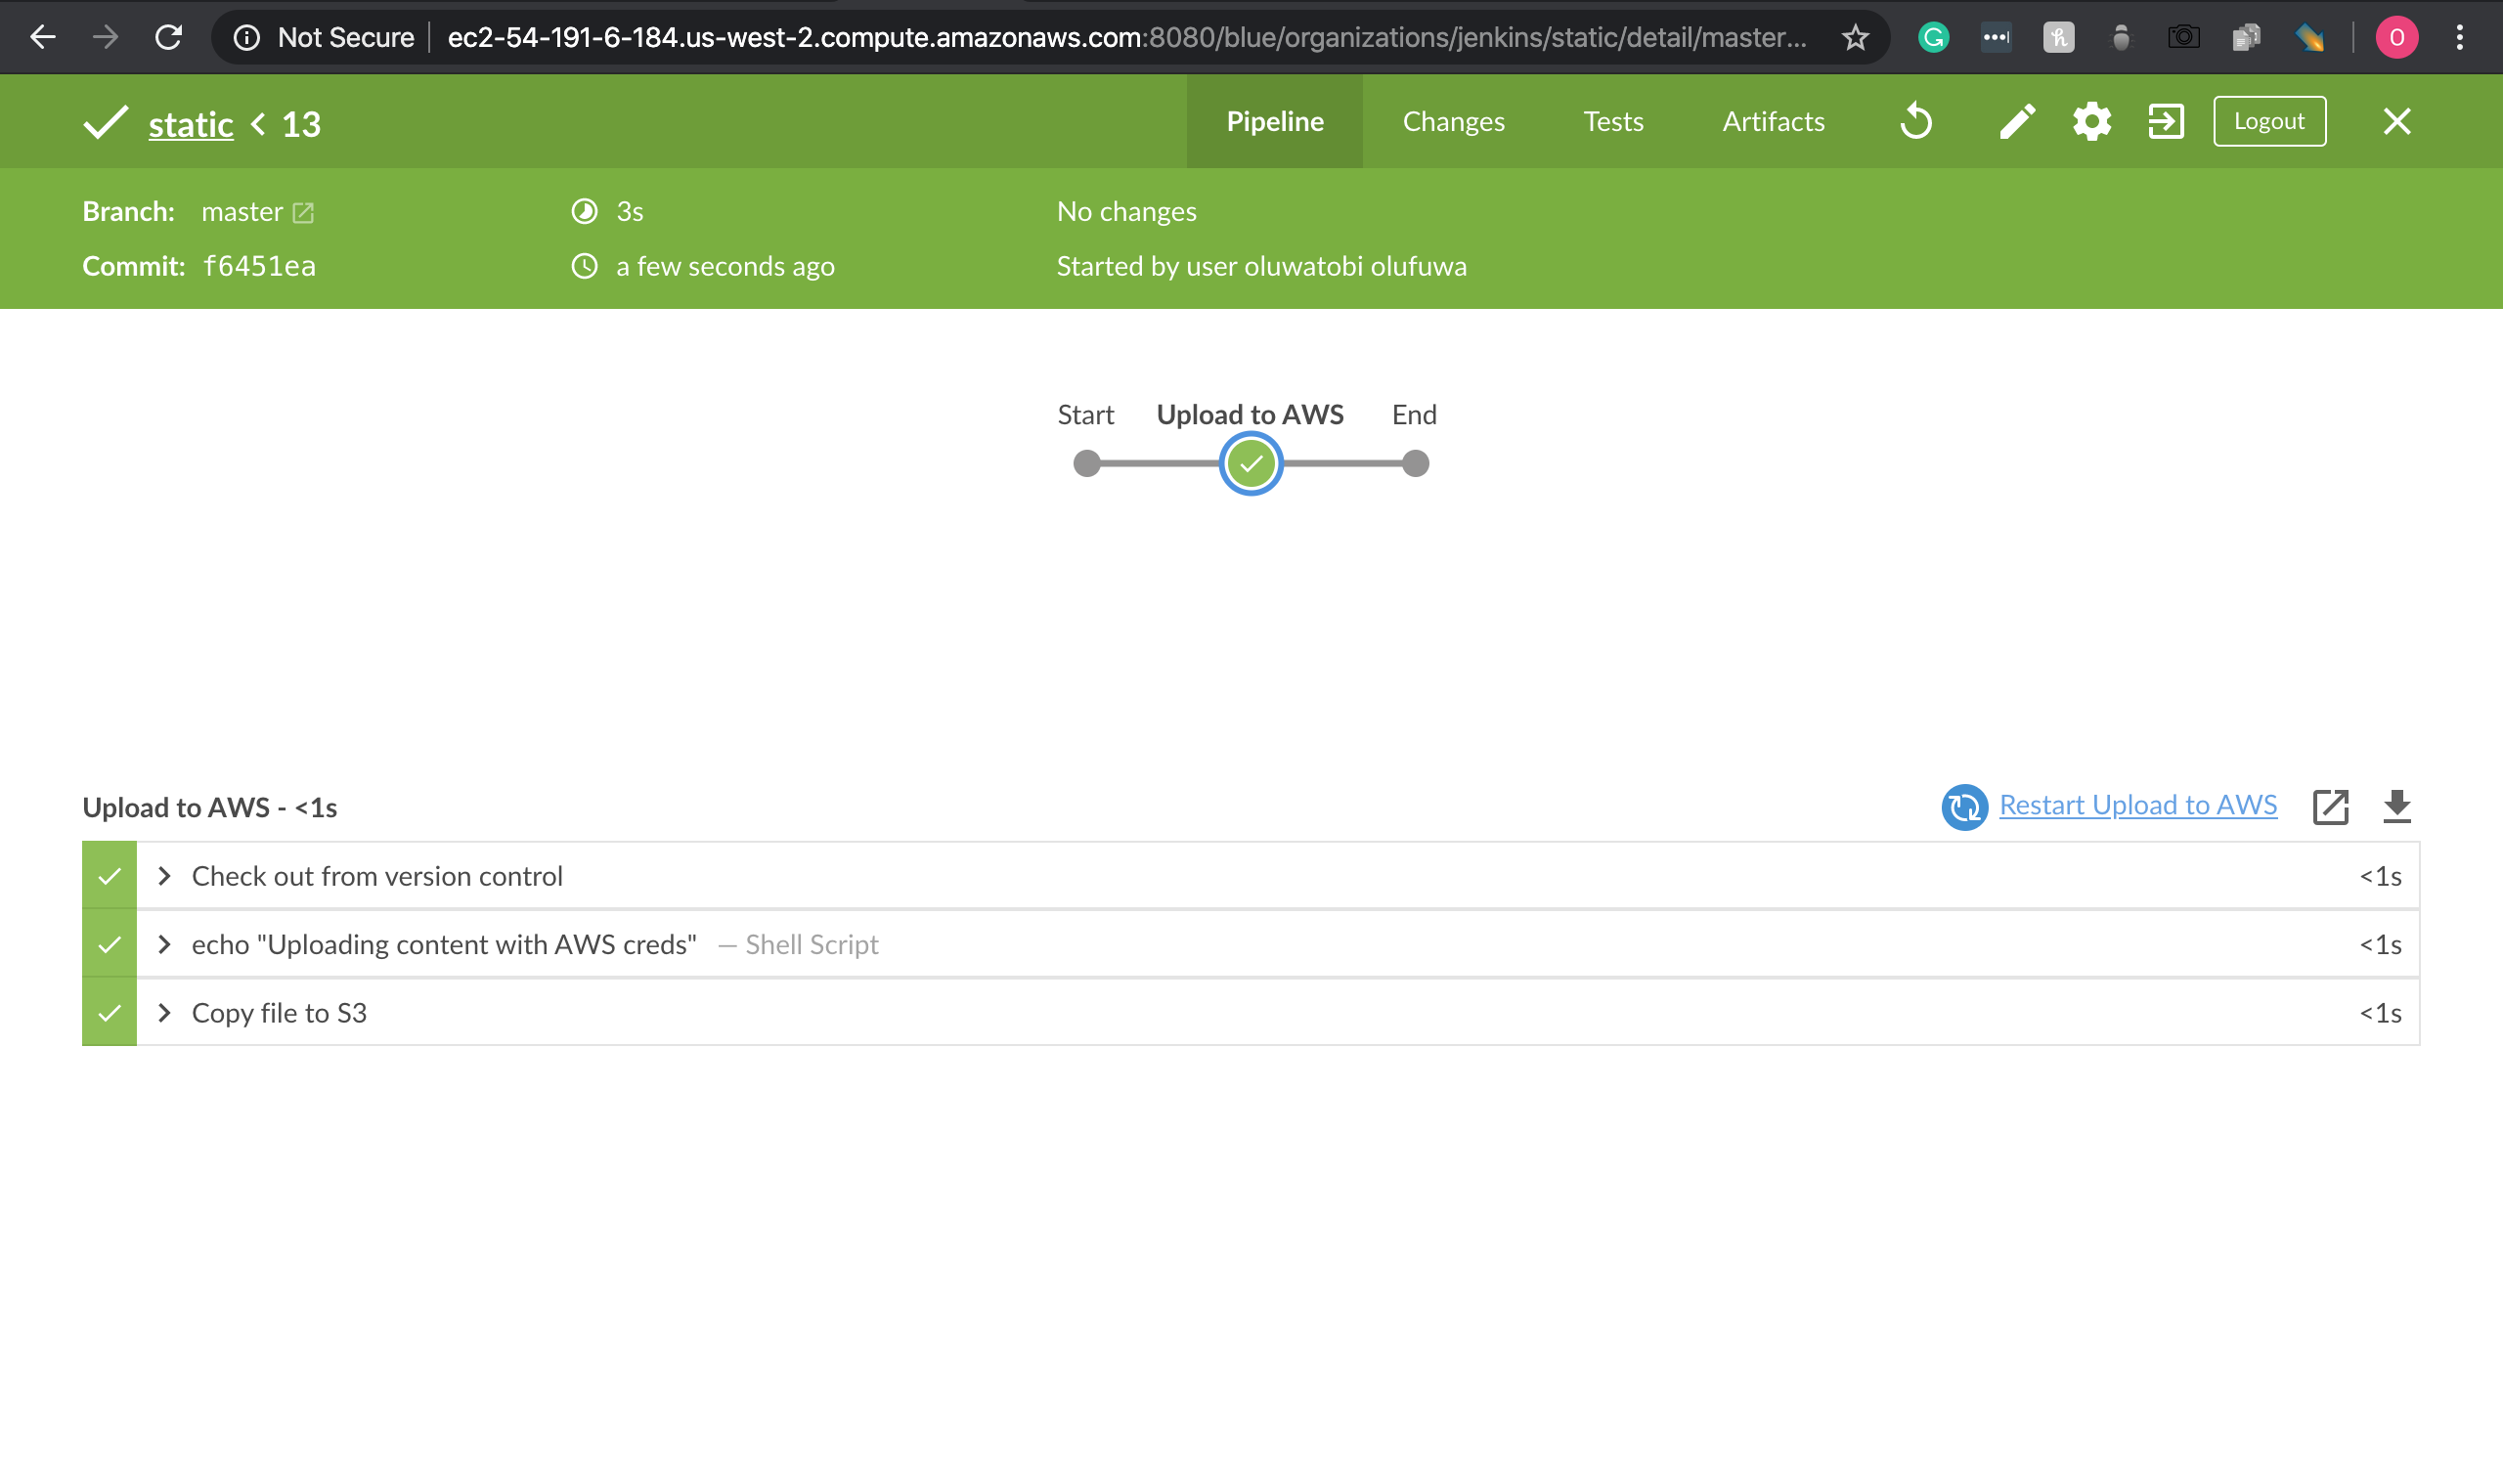 Not Secure ec2-54-191-6-184.us-west-2.compute.amazonaws.com:8080/blue/organizations/jenkins/static/detail/master... O
static < 13 Pipeline Changes Tests Artifacts Logout
Branch: master 3s No changes
Commit: f6451ea a few seconds ago Started by user oluwatobi olufuwa
Start Upload to AWS End
Upload to AWS - <1s Restart Upload to AWS
Check out from version control <1s
echo "Uploading content with AWS creds" — Shell Script <1s
Copy file to S3 <1s